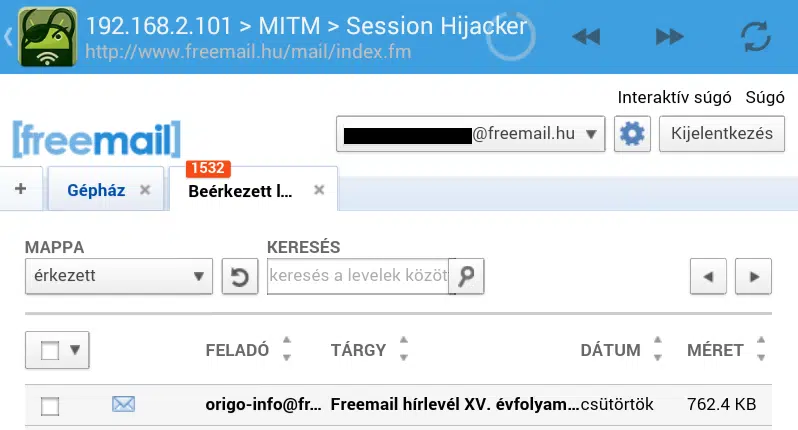 192.168.2.101 > MITM > Session Hijacker
http://www.freemail.hu/mail/index.fm
Interaktív súgó Súgó
[freemail]
@freemail.hu Kijelentkezés
1532
+ Gépház × Beérkezett l... ×
MAPPA KERESÉS
érkezett keresés a levelek közöt
FELADÓ TÁRGY DÁTUM MÉRET
origo-info@fr... Freemail hírlevél XV. évfolyam... csütörtök 762.4 KB